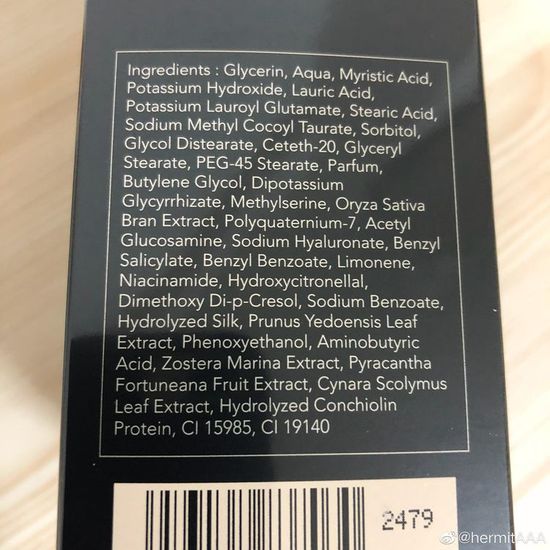 Ingredients : Glycerin, Aqua, Myristic Acid,
Potassium Hydroxide, Lauric Acid,
Potassium Lauroyl Glutamate, Stearic Acid,
Sodium Methyl Cocoyl Taurate, Sorbitol,
Glycol Distearate, Ceteth-20, Glyceryl
Stearate, PEG-45 Stearate, Parfum,
Butylene Glycol, Dipotassium
Glycyrrhizate, Methylserine, Oryza Sativa
Bran Extract, Polyquaternium-7, Acetyl
Glucosamine, Sodium Hyaluronate, Benzyl
Salicylate, Benzyl Benzoate, Limonene,
Niacinamide, Hydroxycitronellal,
Dimethoxy Di-p-Cresol, Sodium Benzoate,
Hydrolyzed Silk, Prunus Yedoensis Leaf
Extract, Phenoxyethanol, Aminobutyric
Acid, Zostera Marina Extract, Pyracantha
Fortuneana Fruit Extract, Cynara Scolymus
Leaf Extract, Hydrolyzed Conchiolin
Protein, CI 15985, CI 19140
2479
@hermitAAA